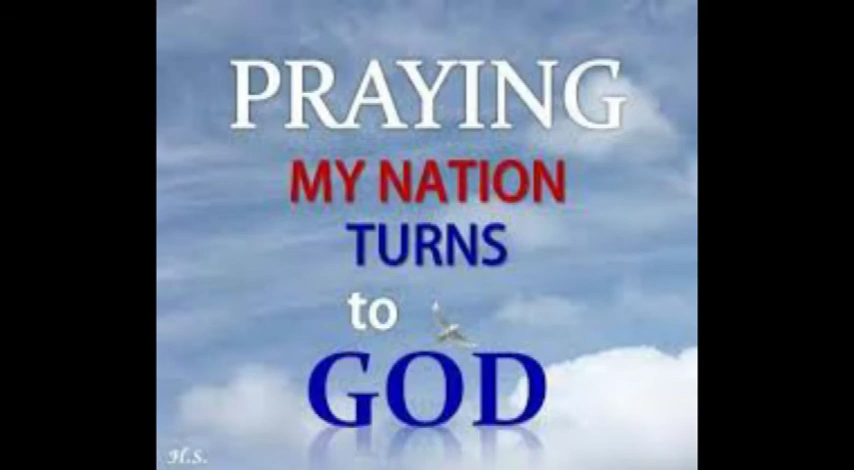 PRAYING
MY NATION
TURNS
to
GOD
H.S.